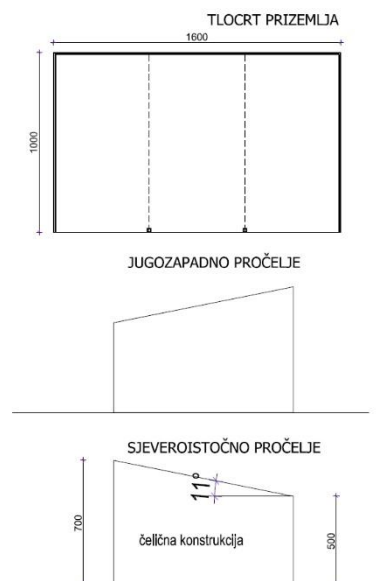 TLOCRT PRIZEMLJA
1600
1000
JUGOZAPADNO PROČELJE
SJEVEROISTOČNO PROČELJE
11°
700
čelična konstrukcija
500